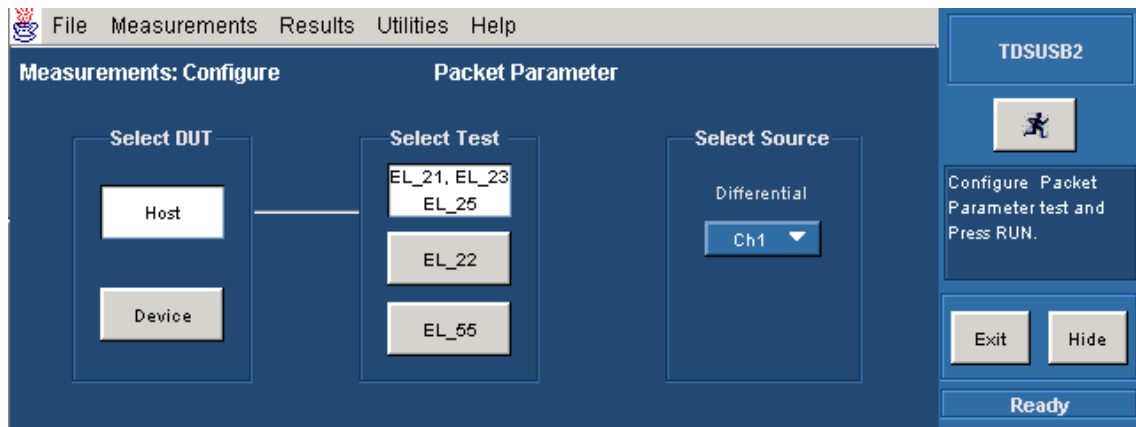 File Measurements Results Utilities Help
Measurements: Configure Packet Parameter
Select DUT
Host
Device
Select Test
EL_21, EL_23
EL_25
EL_22
EL_55
Select Source
Differential
Ch1
TDSUSB2
Configure Packet
Parameter test and
Press RUN.
Exit Hide
Ready